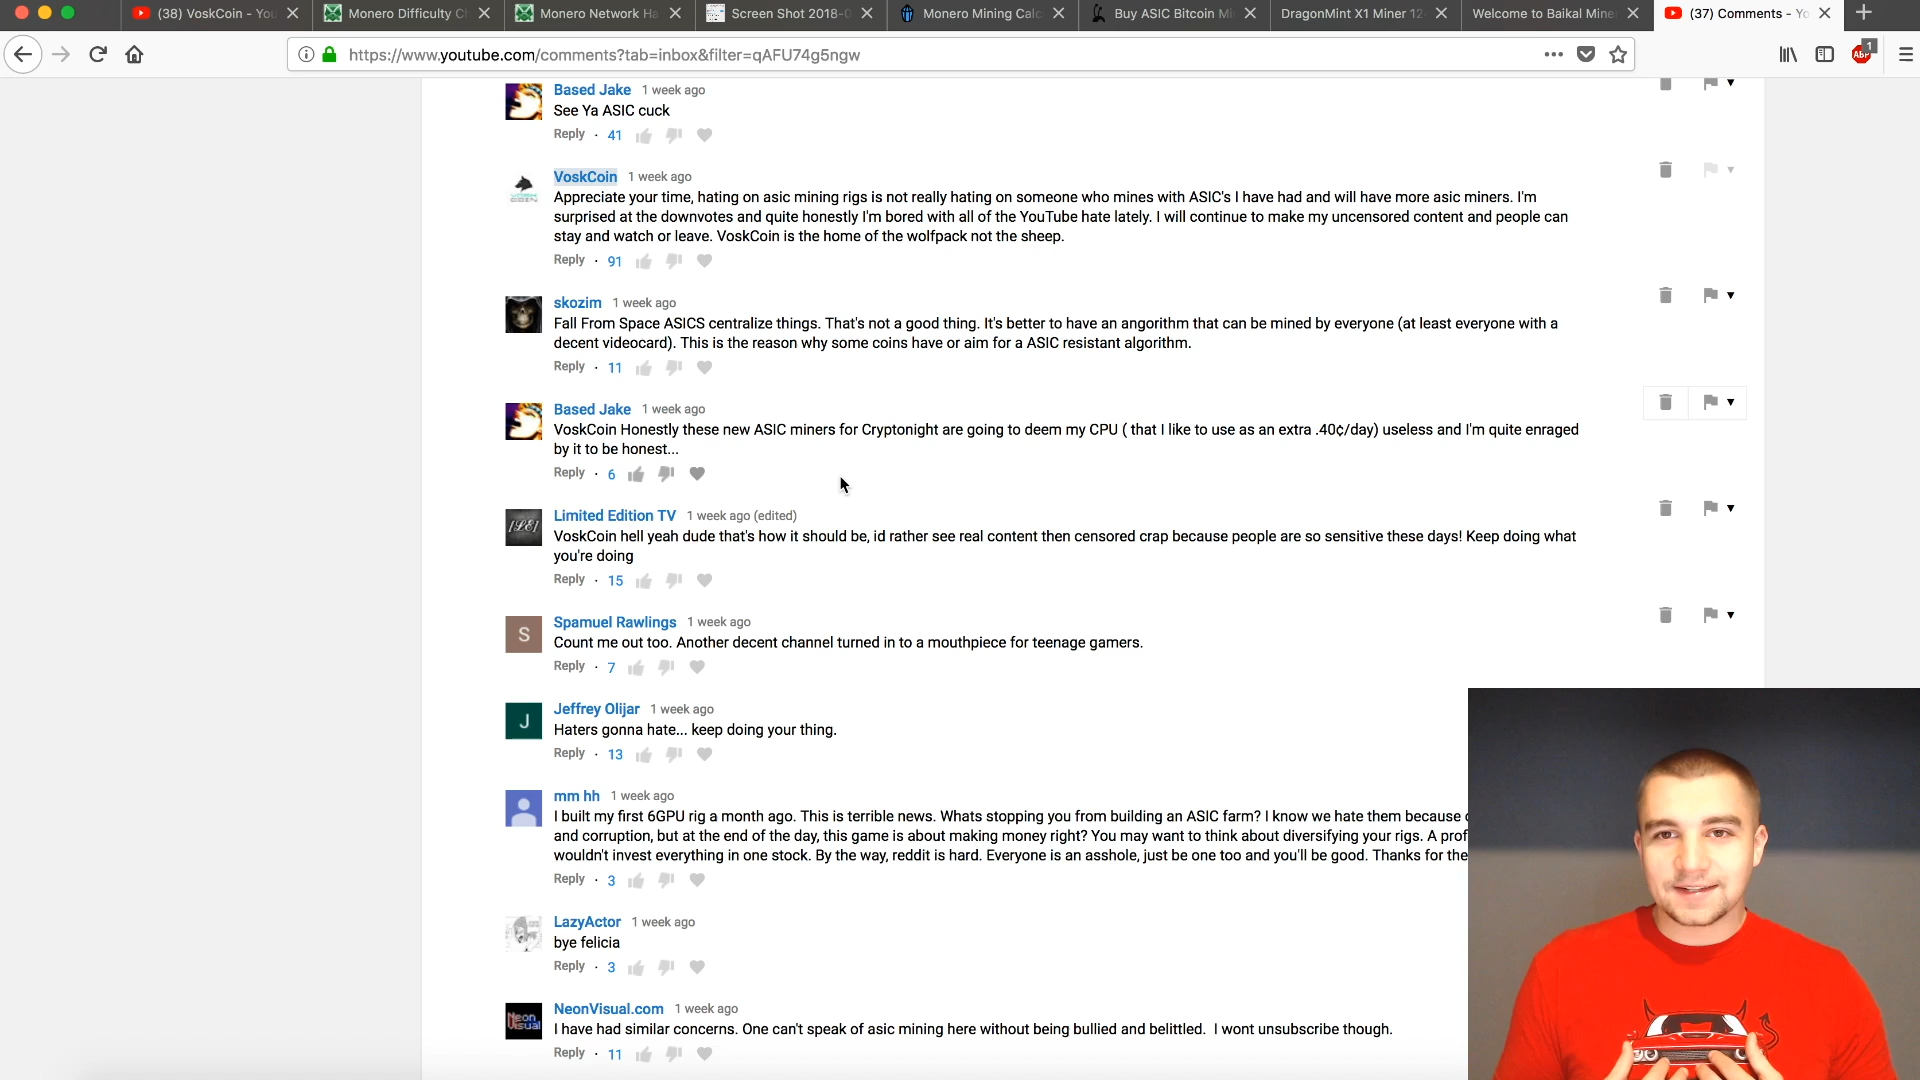 (38) VoskCoin - You
Monero Difficulty Ch
Monero Network Ha
Screen Shot 2018-0
Monero Mining Calc
Buy ASIC Bitcoin Mi
DragonMint X1 Miner 12
Welcome to Baikal Miner
(37) Comments - Yo
https://www.youtube.com/comments?tab=inbox&filter=qAFU74g5ngw
ABP
1
Based Jake 1 week ago
See Ya ASIC cuck
Reply · 41
VoskCoin 1 week ago
Appreciate your time, hating on asic mining rigs is not really hating on someone who mines with ASIC's I have had and will have more asic miners. I'm
surprised at the downvotes and quite honestly I'm bored with all of the YouTube hate lately. I will continue to make my uncensored content and people can
stay and watch or leave. VoskCoin is the home of the wolfpack not the sheep.
Reply · 91
skozim 1 week ago
Fall From Space ASICS centralize things. That's not a good thing. It's better to have an angorithm that can be mined by everyone (at least everyone with a
decent videocard). This is the reason why some coins have or aim for a ASIC resistant algorithm.
Reply · 11
Based Jake 1 week ago
VoskCoin Honestly these new ASIC miners for Cryptonight are going to deem my CPU ( that I like to use as an extra .40¢/day) useless and I'm quite enraged
by it to be honest...
Reply · 6
[LE]
Limited Edition TV 1 week ago (edited)
VoskCoin hell yeah dude that's how it should be, id rather see real content then censored crap because people are so sensitive these days! Keep doing what
you're doing
Reply · 15
S
Spamuel Rawlings 1 week ago
Count me out too. Another decent channel turned in to a mouthpiece for teenage gamers.
Reply · 7
J
Jeffrey Olijar 1 week ago
Haters gonna hate... keep doing your thing.
Reply · 13
mm hh 1 week ago
I built my first 6GPU rig a month ago. This is terrible news. Whats stopping you from building an ASIC farm? I know we hate them because
and corruption, but at the end of the day, this game is about making money right? You may want to think about diversifying your rigs. A prof
wouldn't invest everything in one stock. By the way, reddit is hard. Everyone is an asshole, just be one too and you'll be good. Thanks for the
Reply · 3
LazyActor 1 week ago
bye felicia
Reply · 3
Neon
Visual
NeonVisual.com 1 week ago
I have had similar concerns. One can't speak of asic mining here without being bullied and belittled. I wont unsubscribe though.
Reply · 11